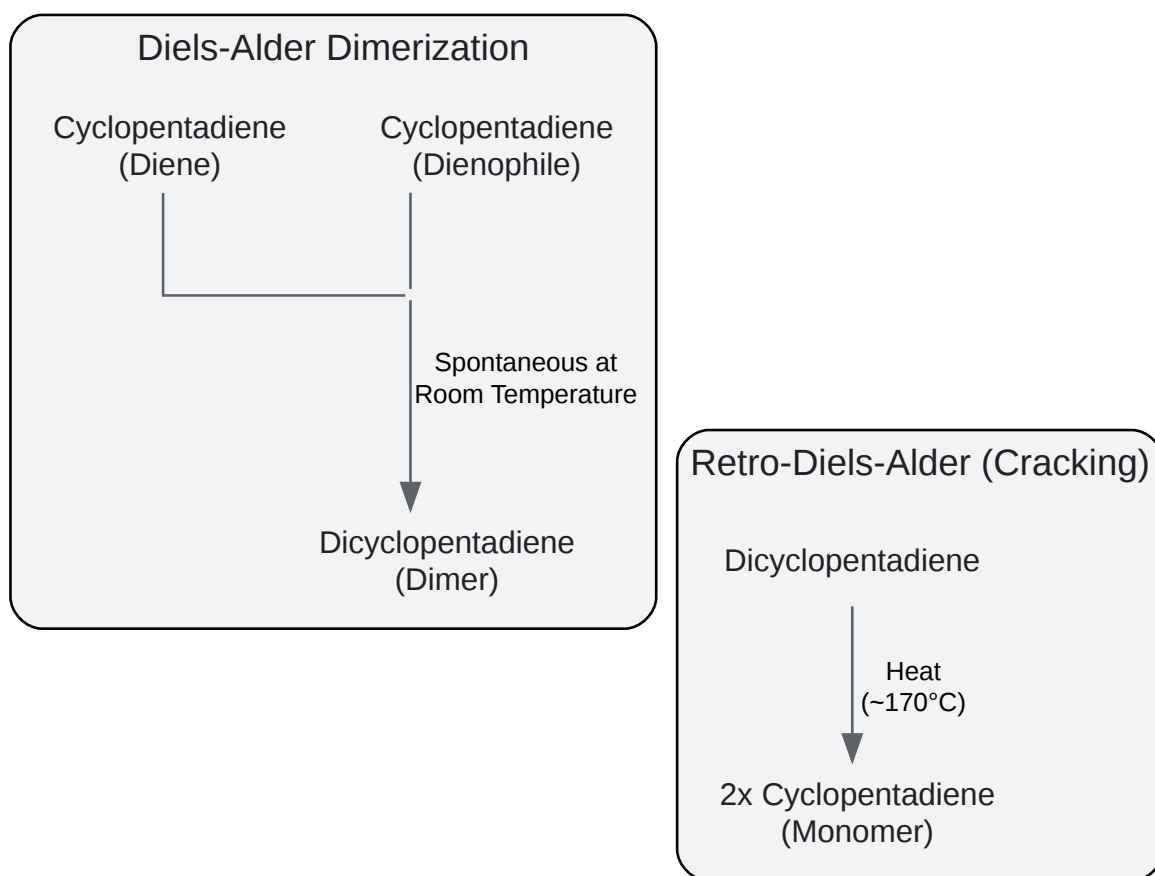 Diels-Alder Dimerization
Cyclopentadiene
(Diene)
Cyclopentadiene
(Dienophile)
Spontaneous at
Room Temperature
Dicyclopentadiene
(Dimer)
Retro-Diels-Alder (Cracking)
Dicyclopentadiene
Heat
(~170°C)
2x Cyclopentadiene
(Monomer)